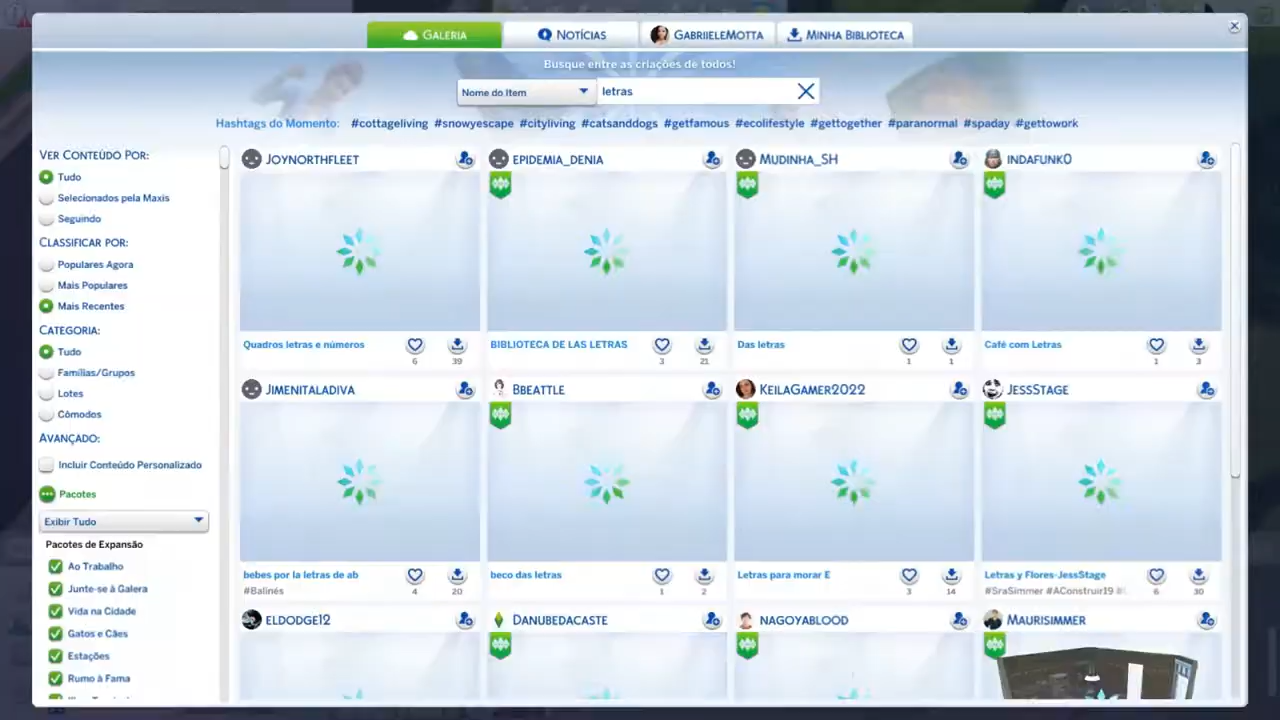 GALERIA
NOTÍCIAS
GABRIIELEMOTTA
MINHA BIBLIOTECA
Busque entre as criações de todos!
Nome do Item
letras
Hashtags do Momento: #cottageliving #snowyescape #cityliving #catsanddogs #getfamous #ecolifestyle #gettogether #paranormal #spaday #gettowork
VER CONTEÚDO POR:
Tudo
Selecionados pela Maxis
Seguindo
CLASSIFICAR POR:
Populares Agora
Mais Populares
Mais Recentes
CATEGORIA:
Tudo
Famílias/Grupos
Lotes
Cômodos
AVANÇADO:
Incluir Conteúdo Personalizado
Pacotes
Exibir Tudo
Pacotes de Expansão
Ao Trabalho
Junte-se à Galera
Vida na Cidade
Gatos e Cães
Estações
Rumo à Fama
JOYNORTHFLEET
Quadros letras e números
6
39
EPIDEMIA_DENIA
BIBLIOTECA DE LAS LETRAS
3
21
MUDINHA_SH
Das letras
1
1
INDAFUNK0
Café com Letras
1
3
JIMENITALADIVA
bebes por la letras de ab
4
20
#Balinés
BBEATTLE
beco das letras
1
2
KEILAGAMER2022
Letras para morar E
3
14
JESSSTAGE
Letras y Flores-JessStage
6
30
#SraSimmer #AConstruir19
ELDODGE12
DANUBEDACASTE
NAGOYABLOOD
MAURISIMMER